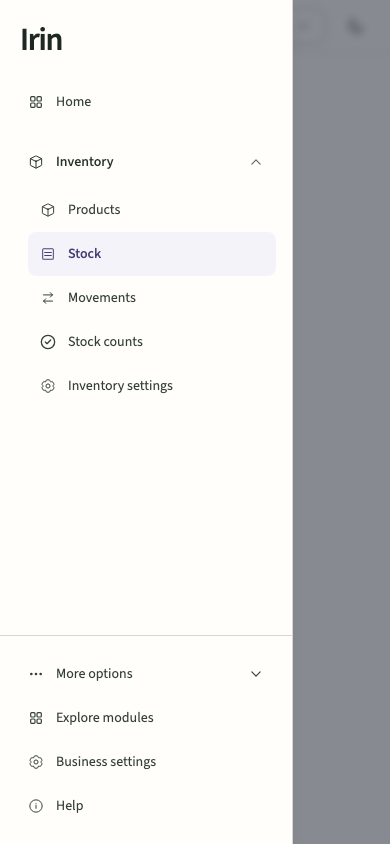 Irin
Home
Inventory
Products
Stock
Movements
Stock counts
Inventory settings
More options
Explore modules
Business settings
Help